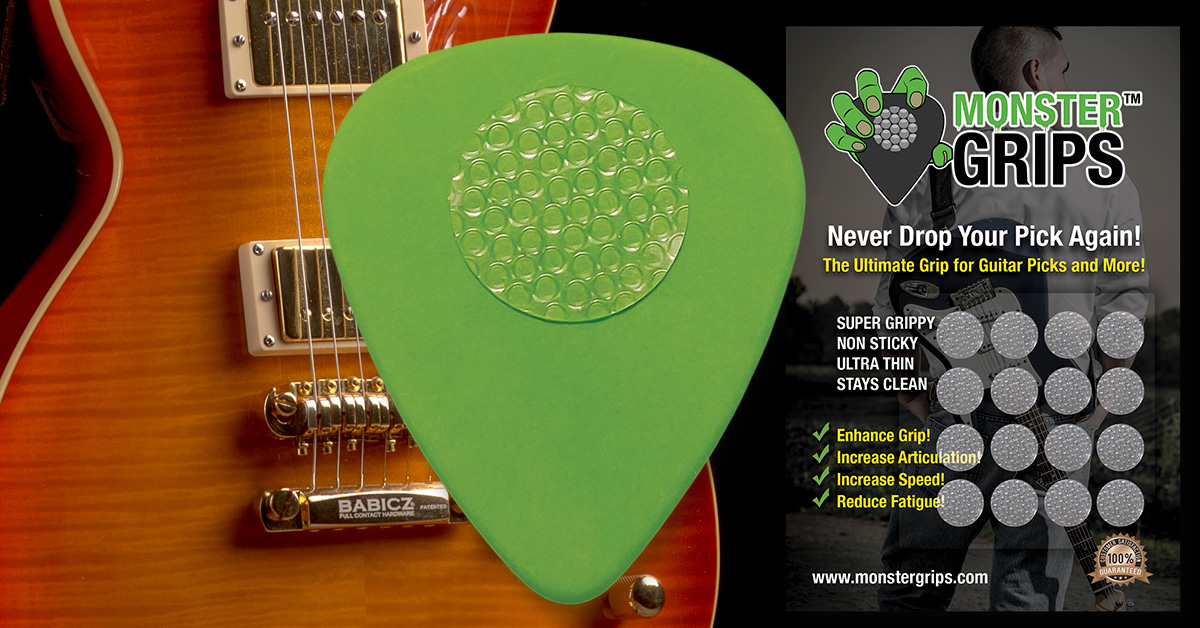 MONSTER™
GRIPS
Never Drop Your Pick Again!
The Ultimate Grip for Guitar Picks and More!
SUPER GRIPPY
NON STICKY
ULTRA THIN
STAYS CLEAN
Enhance Grip!
Increase Articulation!
Increase Speed!
Reduce Fatigue!
www.monstergrips.com
CUSTOMER SATISFACTION
100%
GUARANTEED
BABICZ
FULL CONTACT HARDWARE
PATENTED